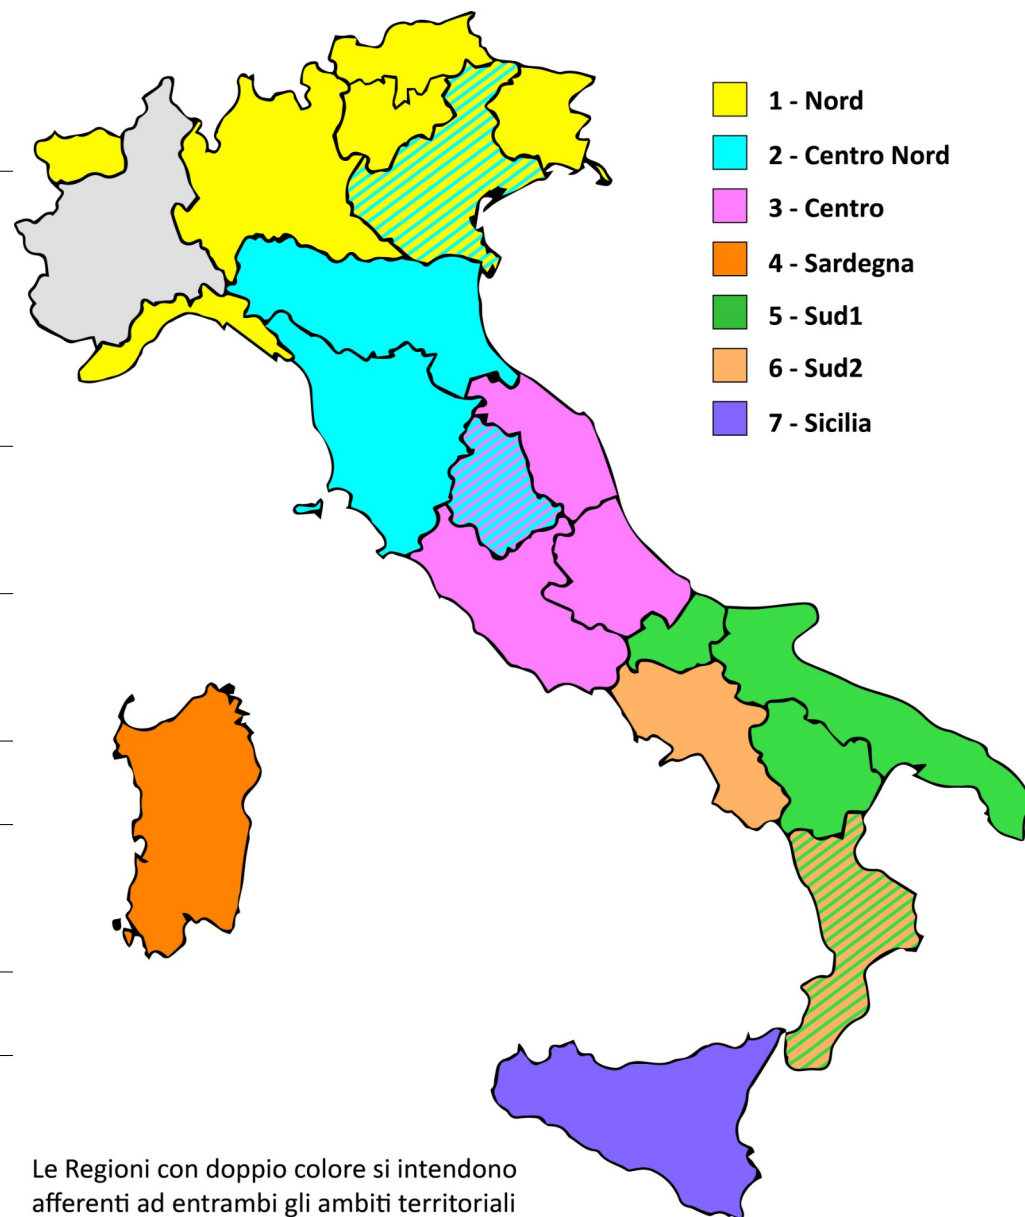 1 - Nord
2 - Centro Nord
3 - Centro
4 - Sardegna
5 - Sud1
6 - Sud2
7 - Sicilia
Le Regioni con doppio colore si intendono
afferenti ad entrambi gli ambiti territoriali